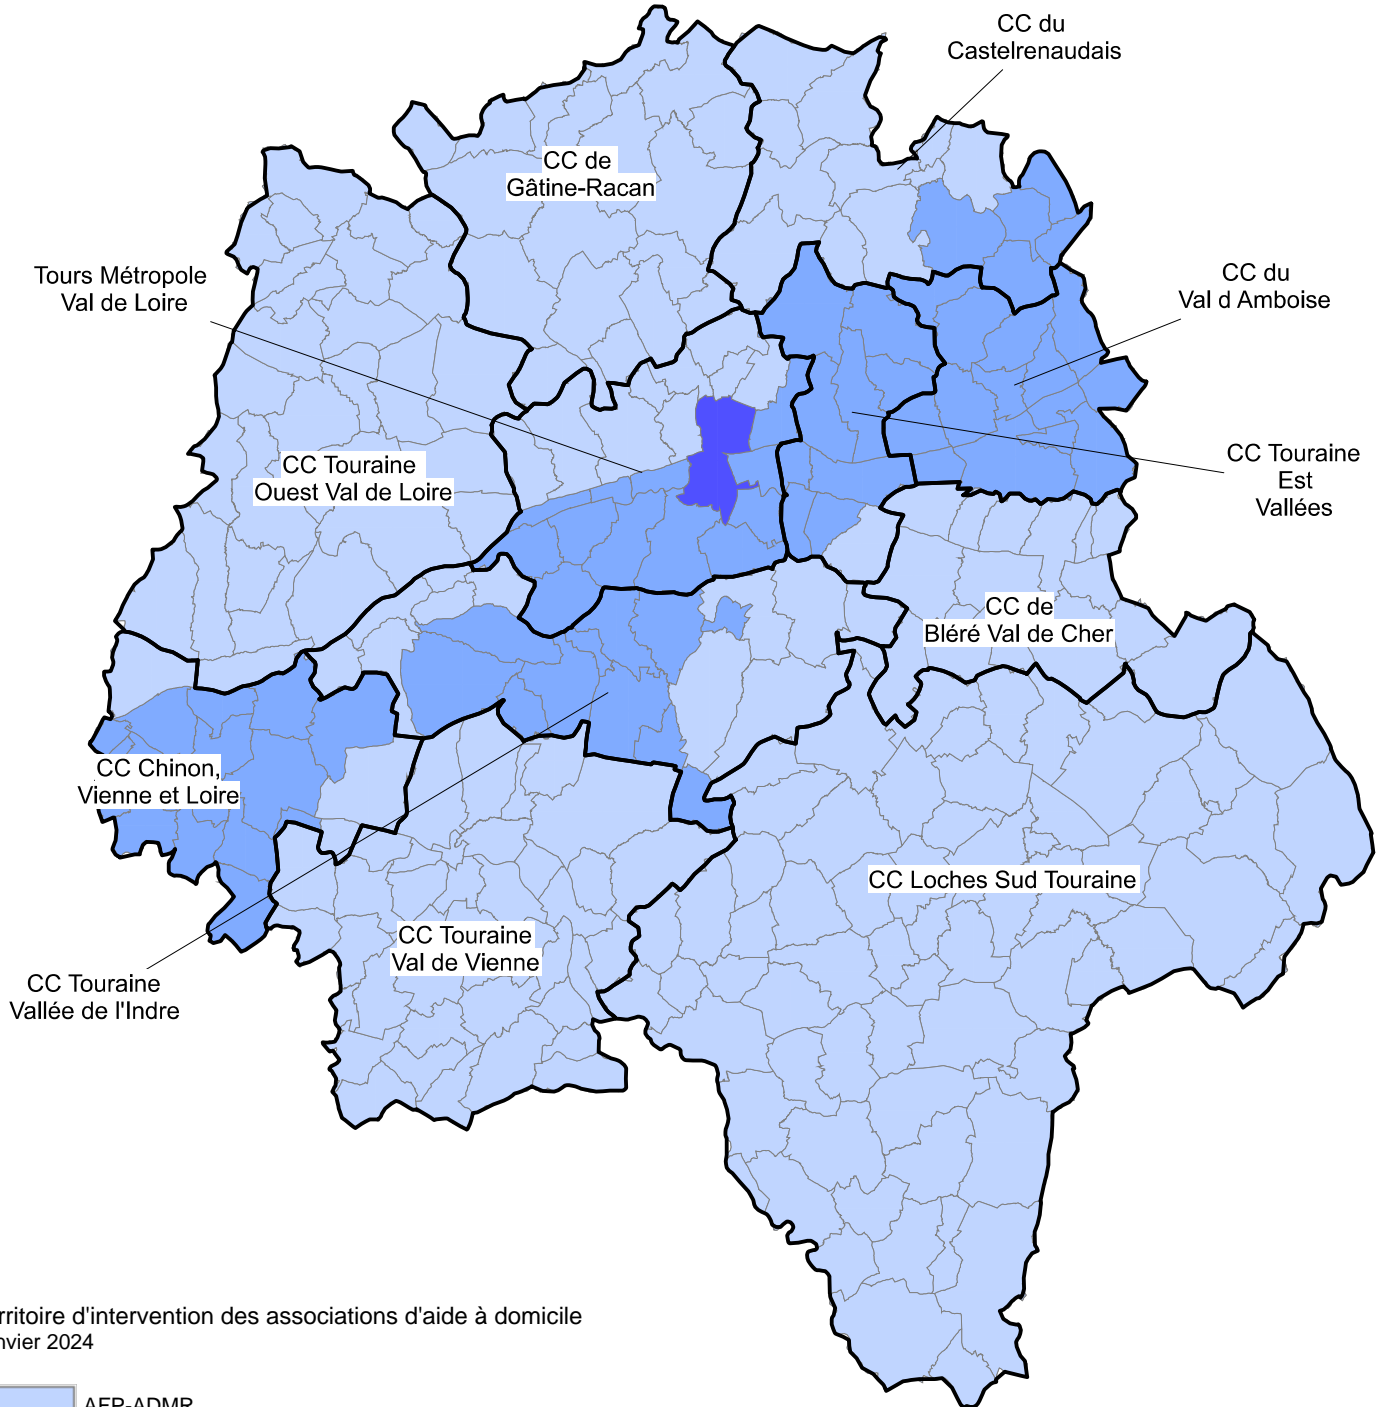 CC du
Castelrenaudais
CC de
Gâtine-Racan
Tours Métropole
Val de Loire
CC du
Val d Amboise
CC Touraine
Ouest Val de Loire
CC Touraine
Est
Vallées
CC de
Bléré Val de Cher
CC Chinon,
Vienne et Loire
CC Loches Sud Touraine
CC Touraine
Val de Vienne
CC Touraine
Vallée de l'Indre
rritoire d'intervention des associations d'aide à domicile
nvier 2024
AFP-ADMR